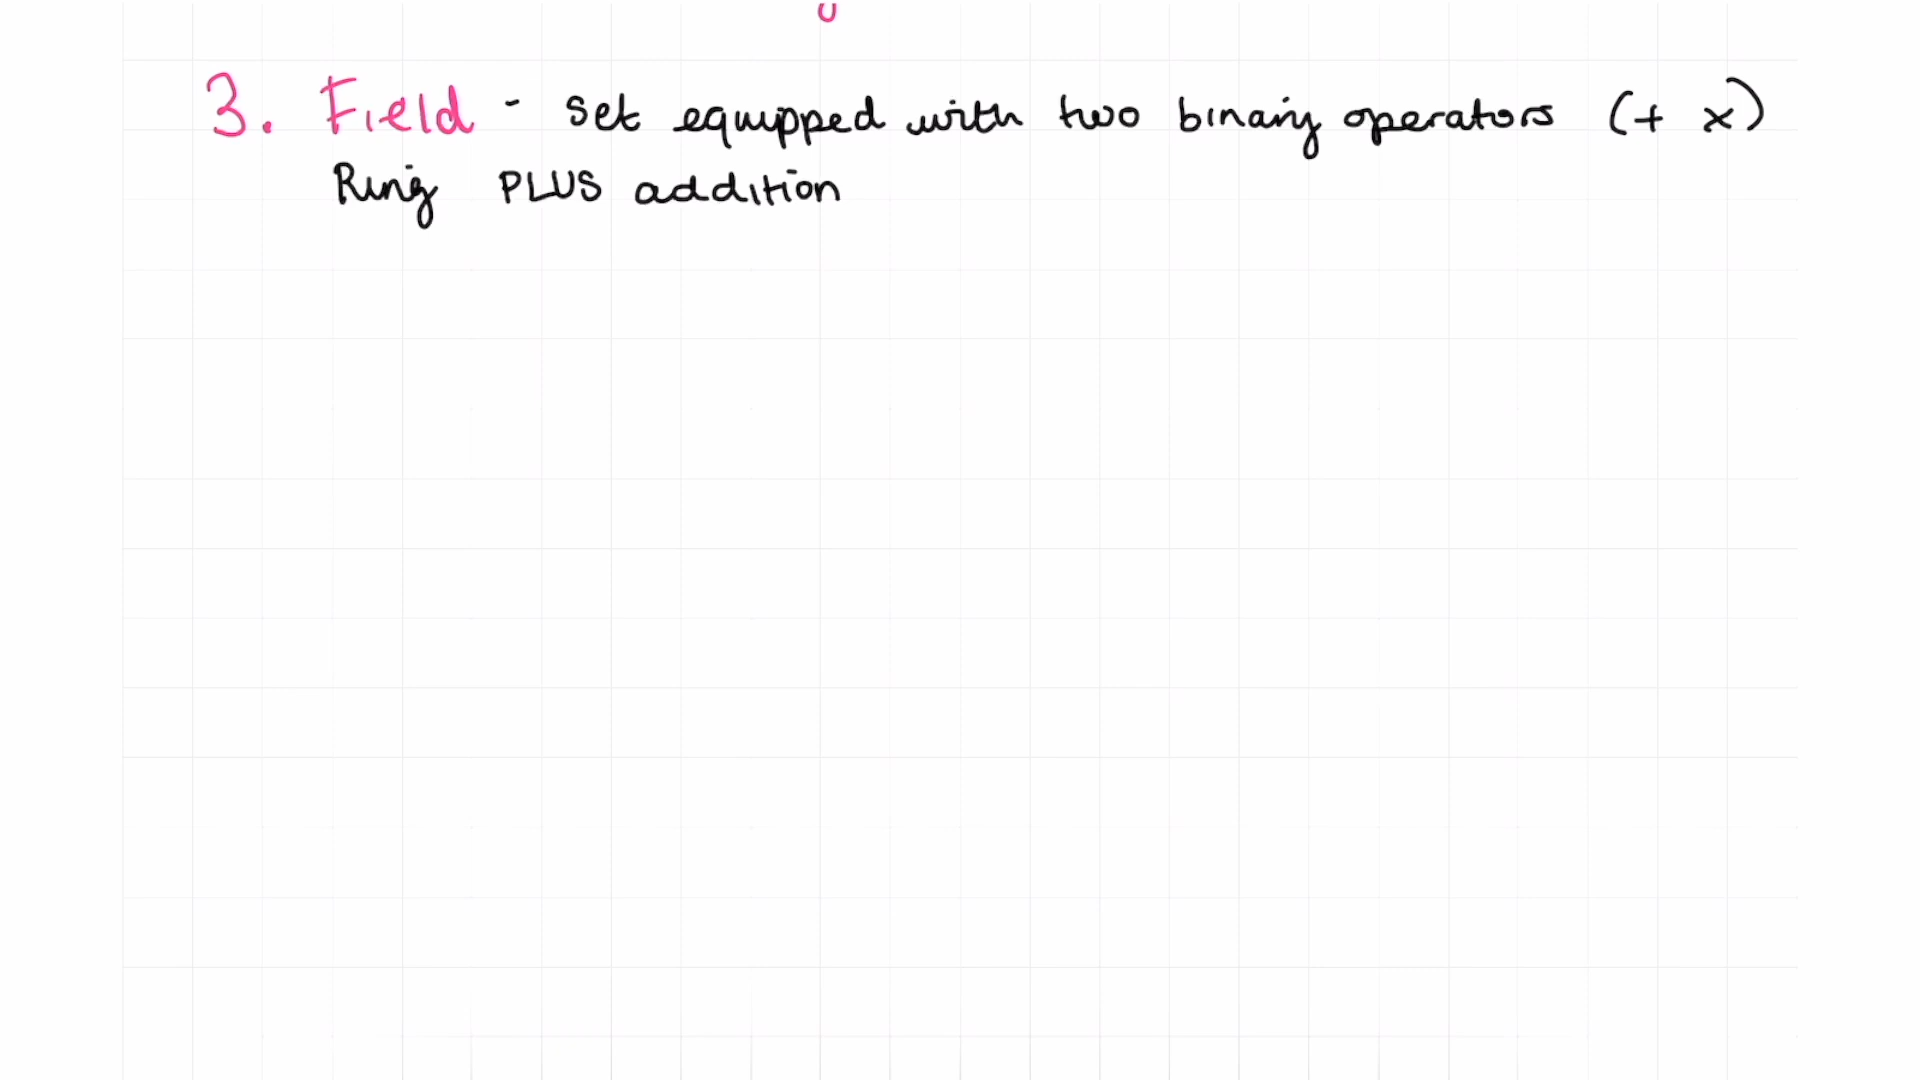 3. Field - set equipped with two binary operators (+ x)
Ring PLUS addition